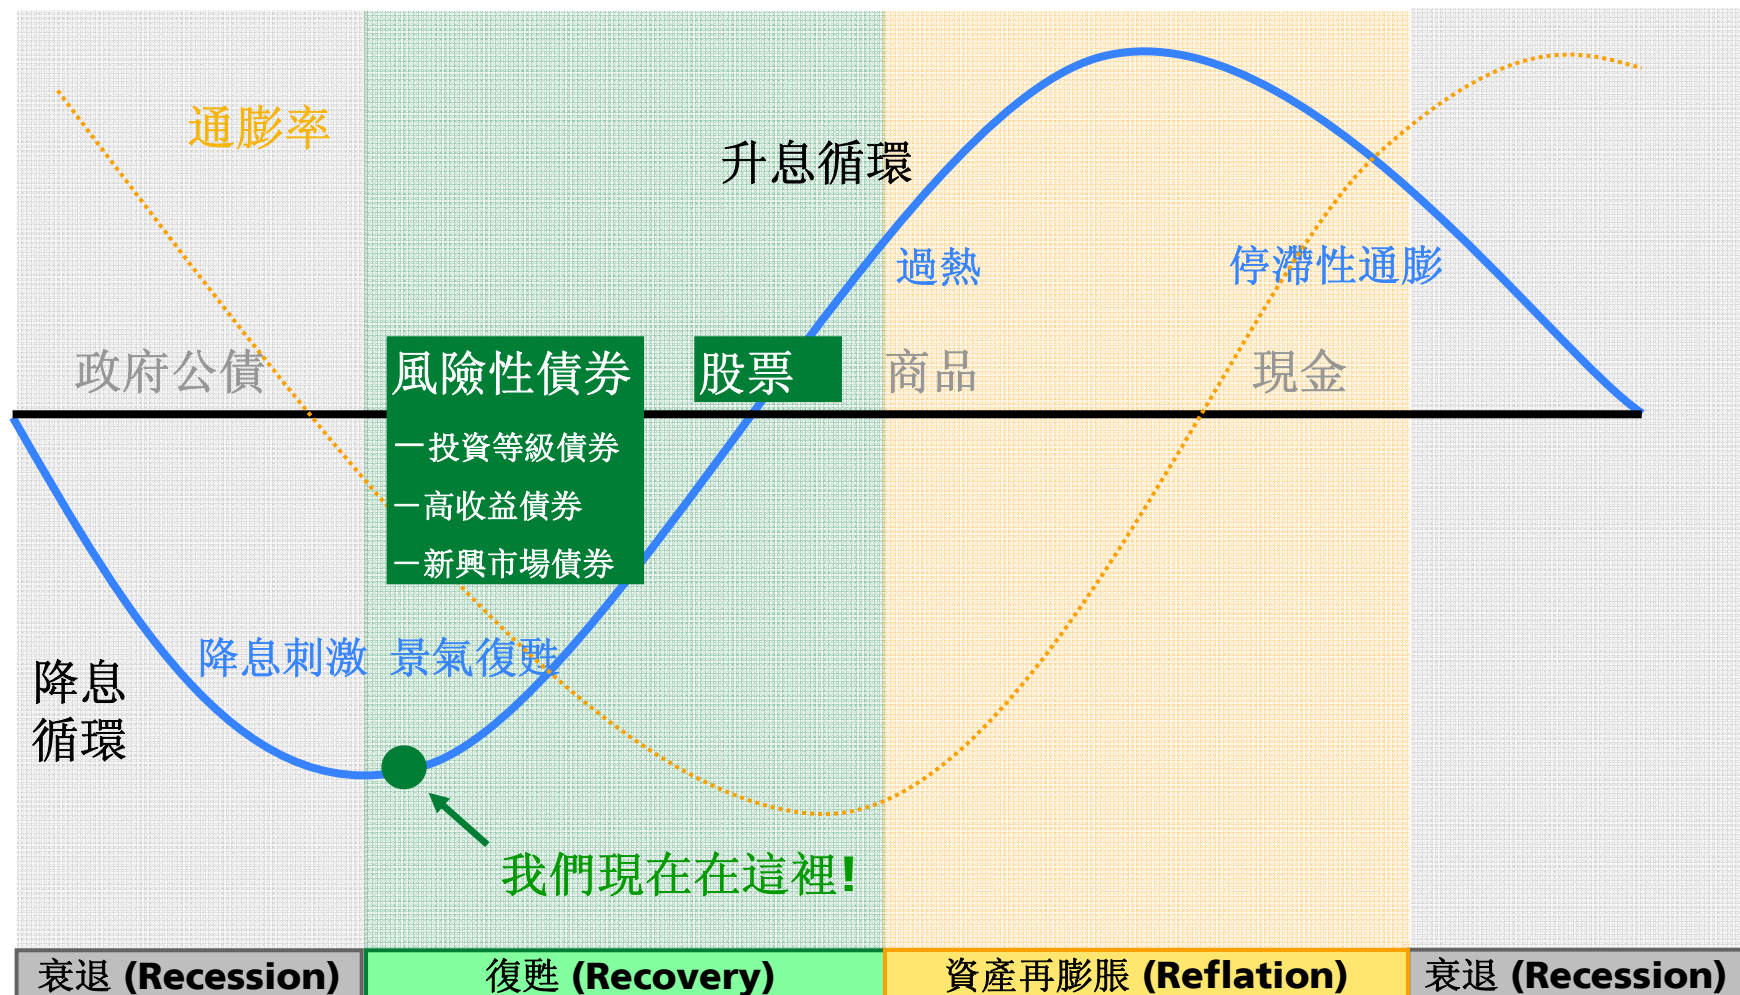 通膨率
升息循環
過熱
停滯性通膨
政府公債
風險性債券
股票
商品
現金
－投資等級債券
－高收益債券
－新興市場債券
降息刺激 景氣復甦
降息
循環
我們現在在這裡!
衰退 (Recession)
復甦 (Recovery)
資產再膨脹 (Reflation)
衰退 (Recession)